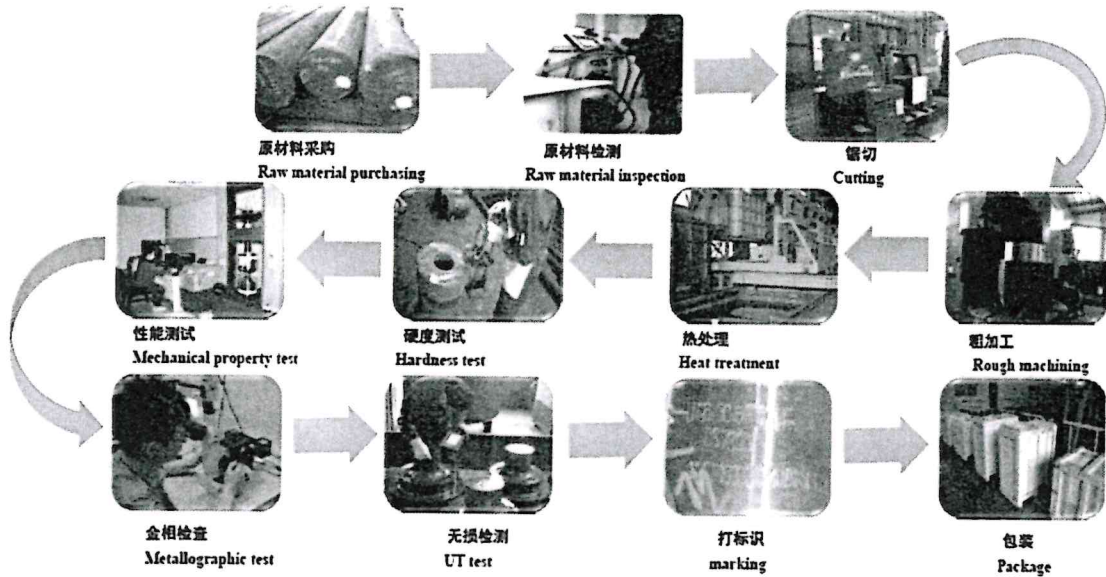 原材料采购
Raw material purchasing
原材料检测
Raw material inspection
锯切
Cutting
粗加工
Rough machining
热处理
Heat treatment
硬度测试
Hardness test
性能测试
Mechanical property test
金相检查
Metallographic test
无损检测
UT test
打标识
marking
包装
Package